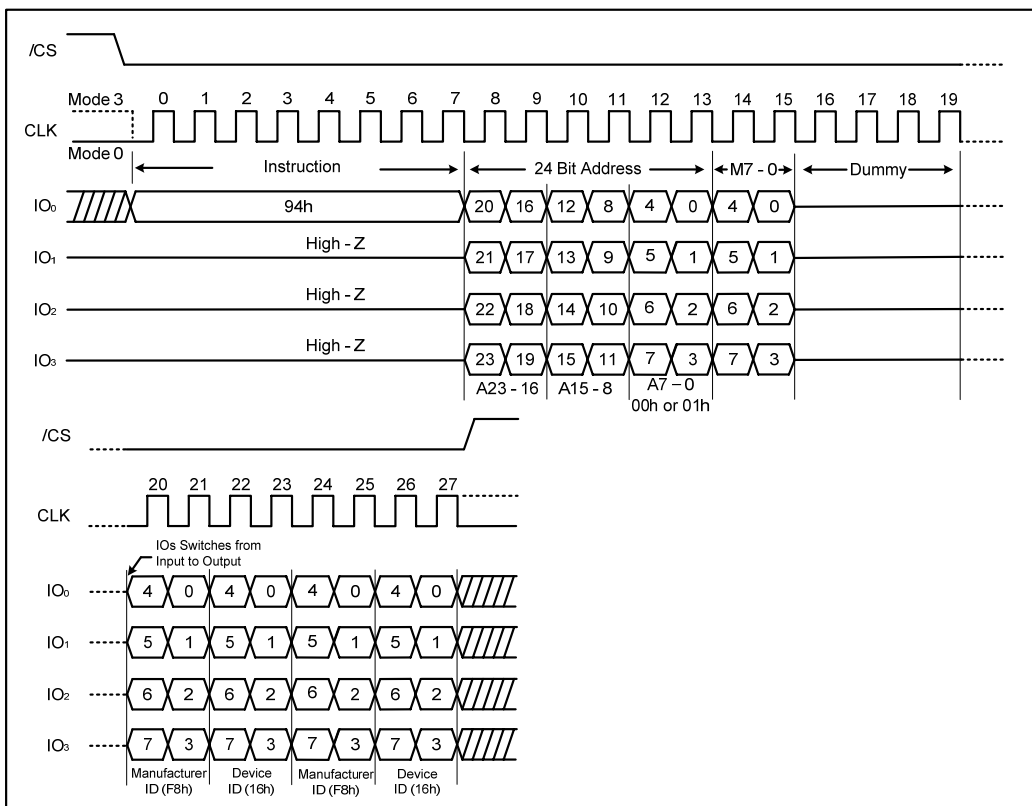 /CS
Mode 3 0 1 2 3 4 5 6 7 8 9 10 11 12 13 14 15 16 17 18 19
CLK
Mode 0
Instruction 24 Bit Address M7 - 0 Dummy
IO0 94h 20 16 12 8 4 0 4 0
High - Z
IO1 21 17 13 9 5 1 5 1
High - Z
IO2 22 18 14 10 6 2 6 2
High - Z
IO3 23 19 15 11 7 3 7 3
A23 - 16 A15 - 8 A7 – 0
00h or 01h
/CS
20 21 22 23 24 25 26 27
CLK
IOs Switches from
Input to Output
IO0 4 0 4 0 4 0 4 0
IO1 5 1 5 1 5 1 5 1
IO2 6 2 6 2 6 2 6 2
IO3 7 3 7 3 7 3 7 3
Manufacturer Device Manufacturer Device
ID (F8h) ID (16h) ID (F8h) ID (16h)